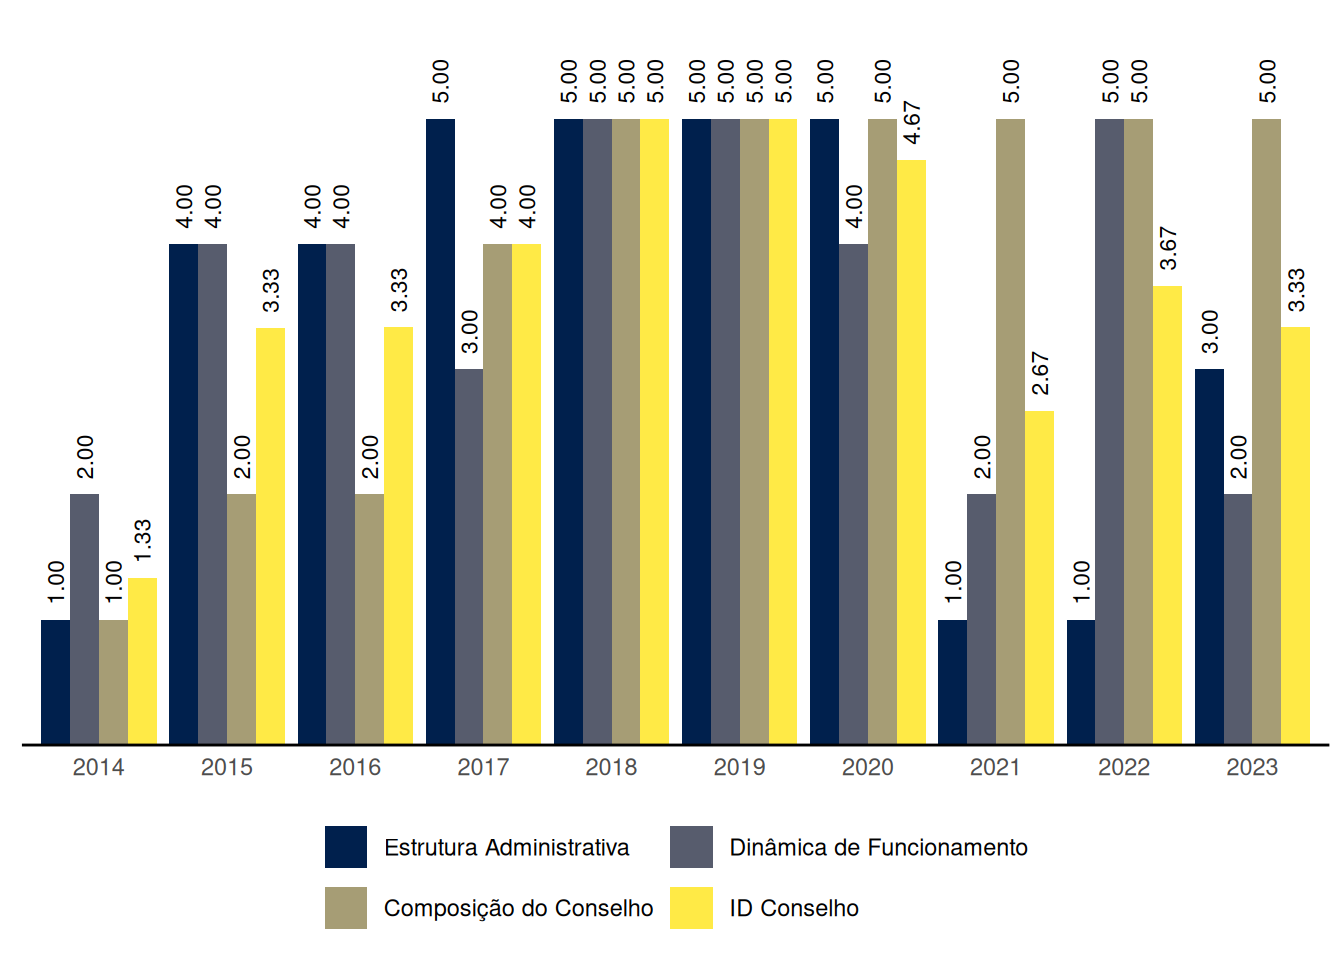 1.00 2.00 1.00 1.33 4.00 4.00 2.00 3.33 4.00 4.00 2.00 3.33 5.00 3.00 4.00 4.00 5.00 5.00 5.00 5.00 5.00 5.00 5.00 5.00 5.00 4.00 5.00 4.67 1.00 2.00 5.00 2.67 1.00 5.00 5.00 3.67 3.00 2.00 5.00 3.33
2014 2015 2016 2017 2018 2019 2020 2021 2022 2023
Estrutura Administrativa Dinâmica de Funcionamento
Composição do Conselho ID Conselho